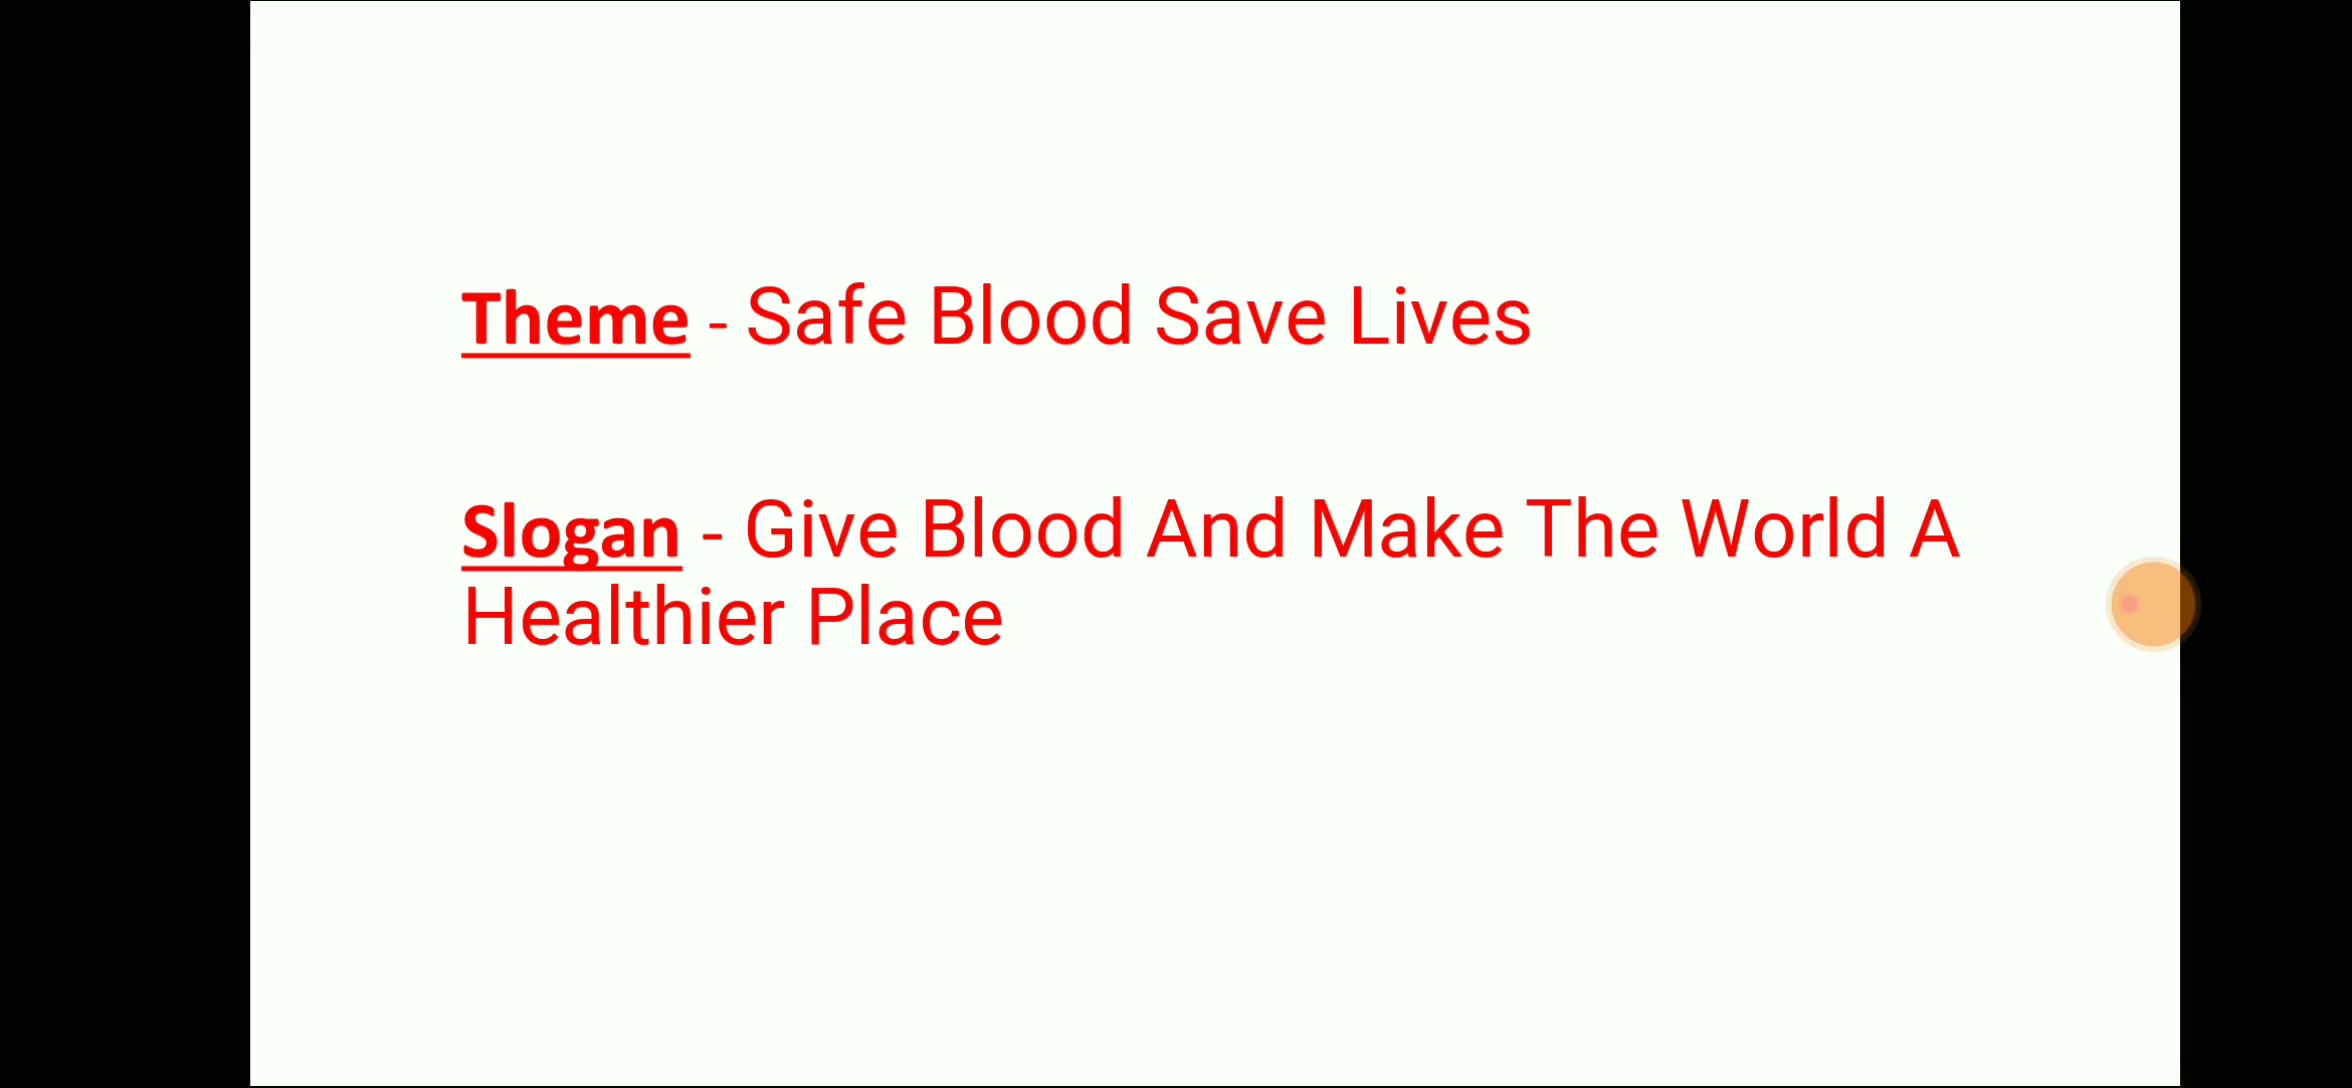 Theme - Safe Blood Save Lives
Slogan - Give Blood And Make The World A
Healthier Place